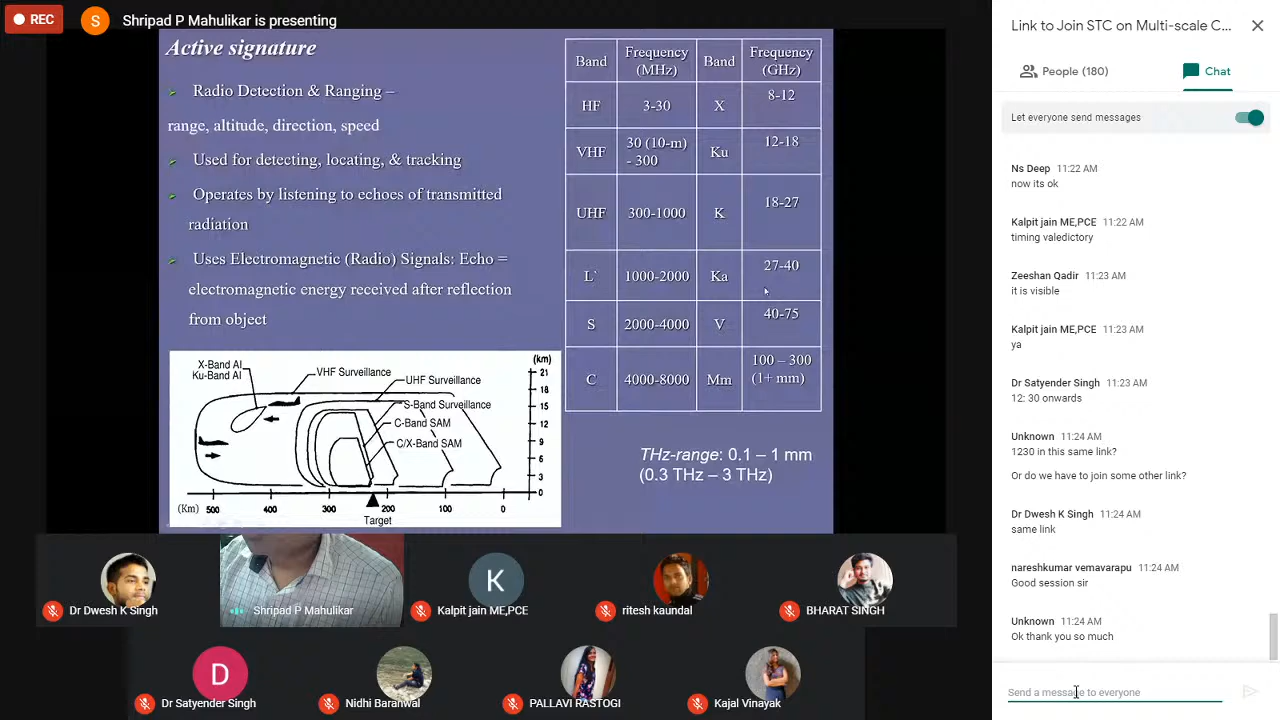 REC
S
Shripad P Mahulikar is presenting
Active signature
Radio Detection & Ranging –
range, altitude, direction, speed
Used for detecting, locating, & tracking
Operates by listening to echoes of transmitted
radiation
Uses Electromagnetic (Radio) Signals: Echo =
electromagnetic energy received after reflection
from object
Band Frequency (MHz) Band Frequency (GHz)
HF 3-30 X 8-12
VHF 30 (10-m) - 300 Ku 12-18
UHF 300-1000 K 18-27
L` 1000-2000 Ka 27-40
S 2000-4000 V 40-75
C 4000-8000 Mm 100 – 300 (1+ mm)
X-Band AI
Ku-Band AI
VHF Surveillance
UHF Surveillance
S-Band Surveillance
C-Band SAM
C/X-Band SAM
(km)
21
18
15
12
9
6
3
0
(Km) 500 400 300 200 100 0
Target
THz-range: 0.1 – 1 mm
(0.3 THz – 3 THz)
Dr Dwesh K Singh
Shripad P Mahulikar
K
Kalpit jain ME,PCE
ritesh kaundal
BHARAT SINGH
D
Dr Satyender Singh
Nidhi Baranwal
PALLAVI RASTOGI
Kajal Vinayak
Link to Join STC on Multi-scale C...
People (180)
Chat
Let everyone send messages
Ns Deep 11:22 AM
now its ok
Kalpit jain ME,PCE 11:22 AM
timing valedictory
Zeeshan Qadir 11:23 AM
it is visible
Kalpit jain ME,PCE 11:23 AM
ya
Dr Satyender Singh 11:23 AM
12: 30 onwards
Unknown 11:24 AM
1230 in this same link?
Or do we have to join some other link?
Dr Dwesh K Singh 11:24 AM
same link
nareshkumar vemavarapu 11:24 AM
Good session sir
Unknown 11:24 AM
Ok thank you so much
Send a message to everyone